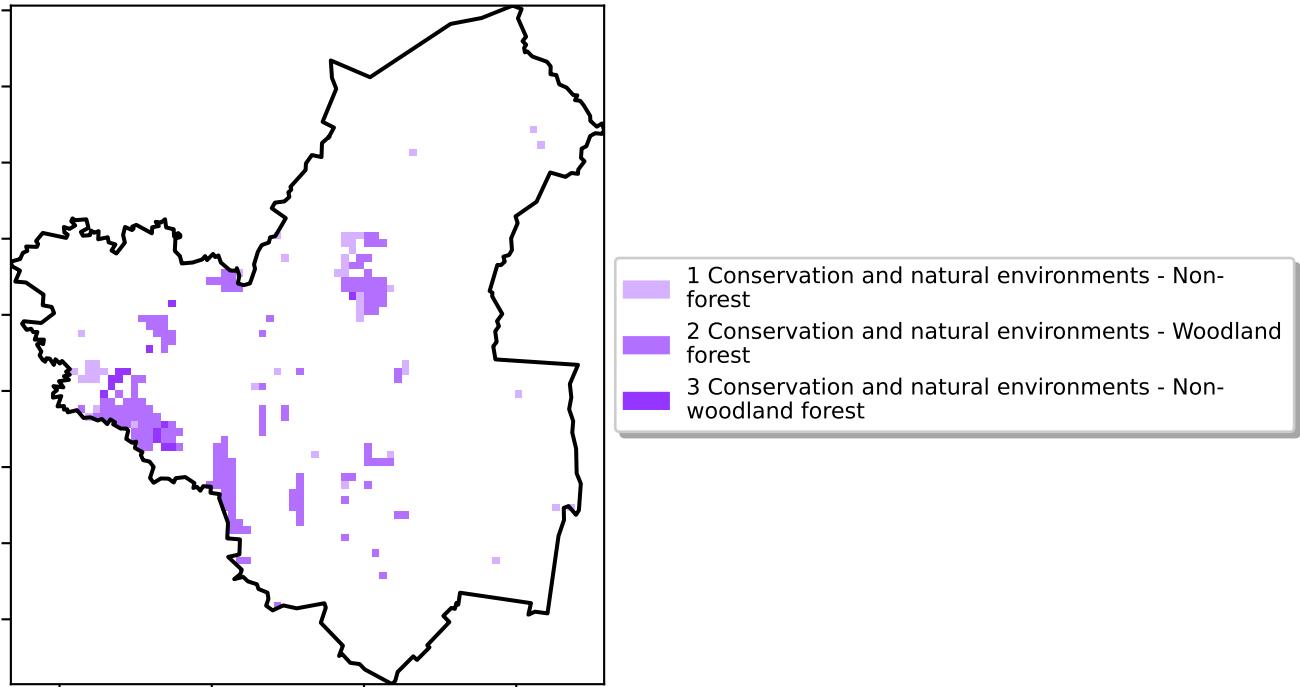 1 Conservation and natural environments - Non-
forest
2 Conservation and natural environments - Woodland
forest
3 Conservation and natural environments - Non-
woodland forest